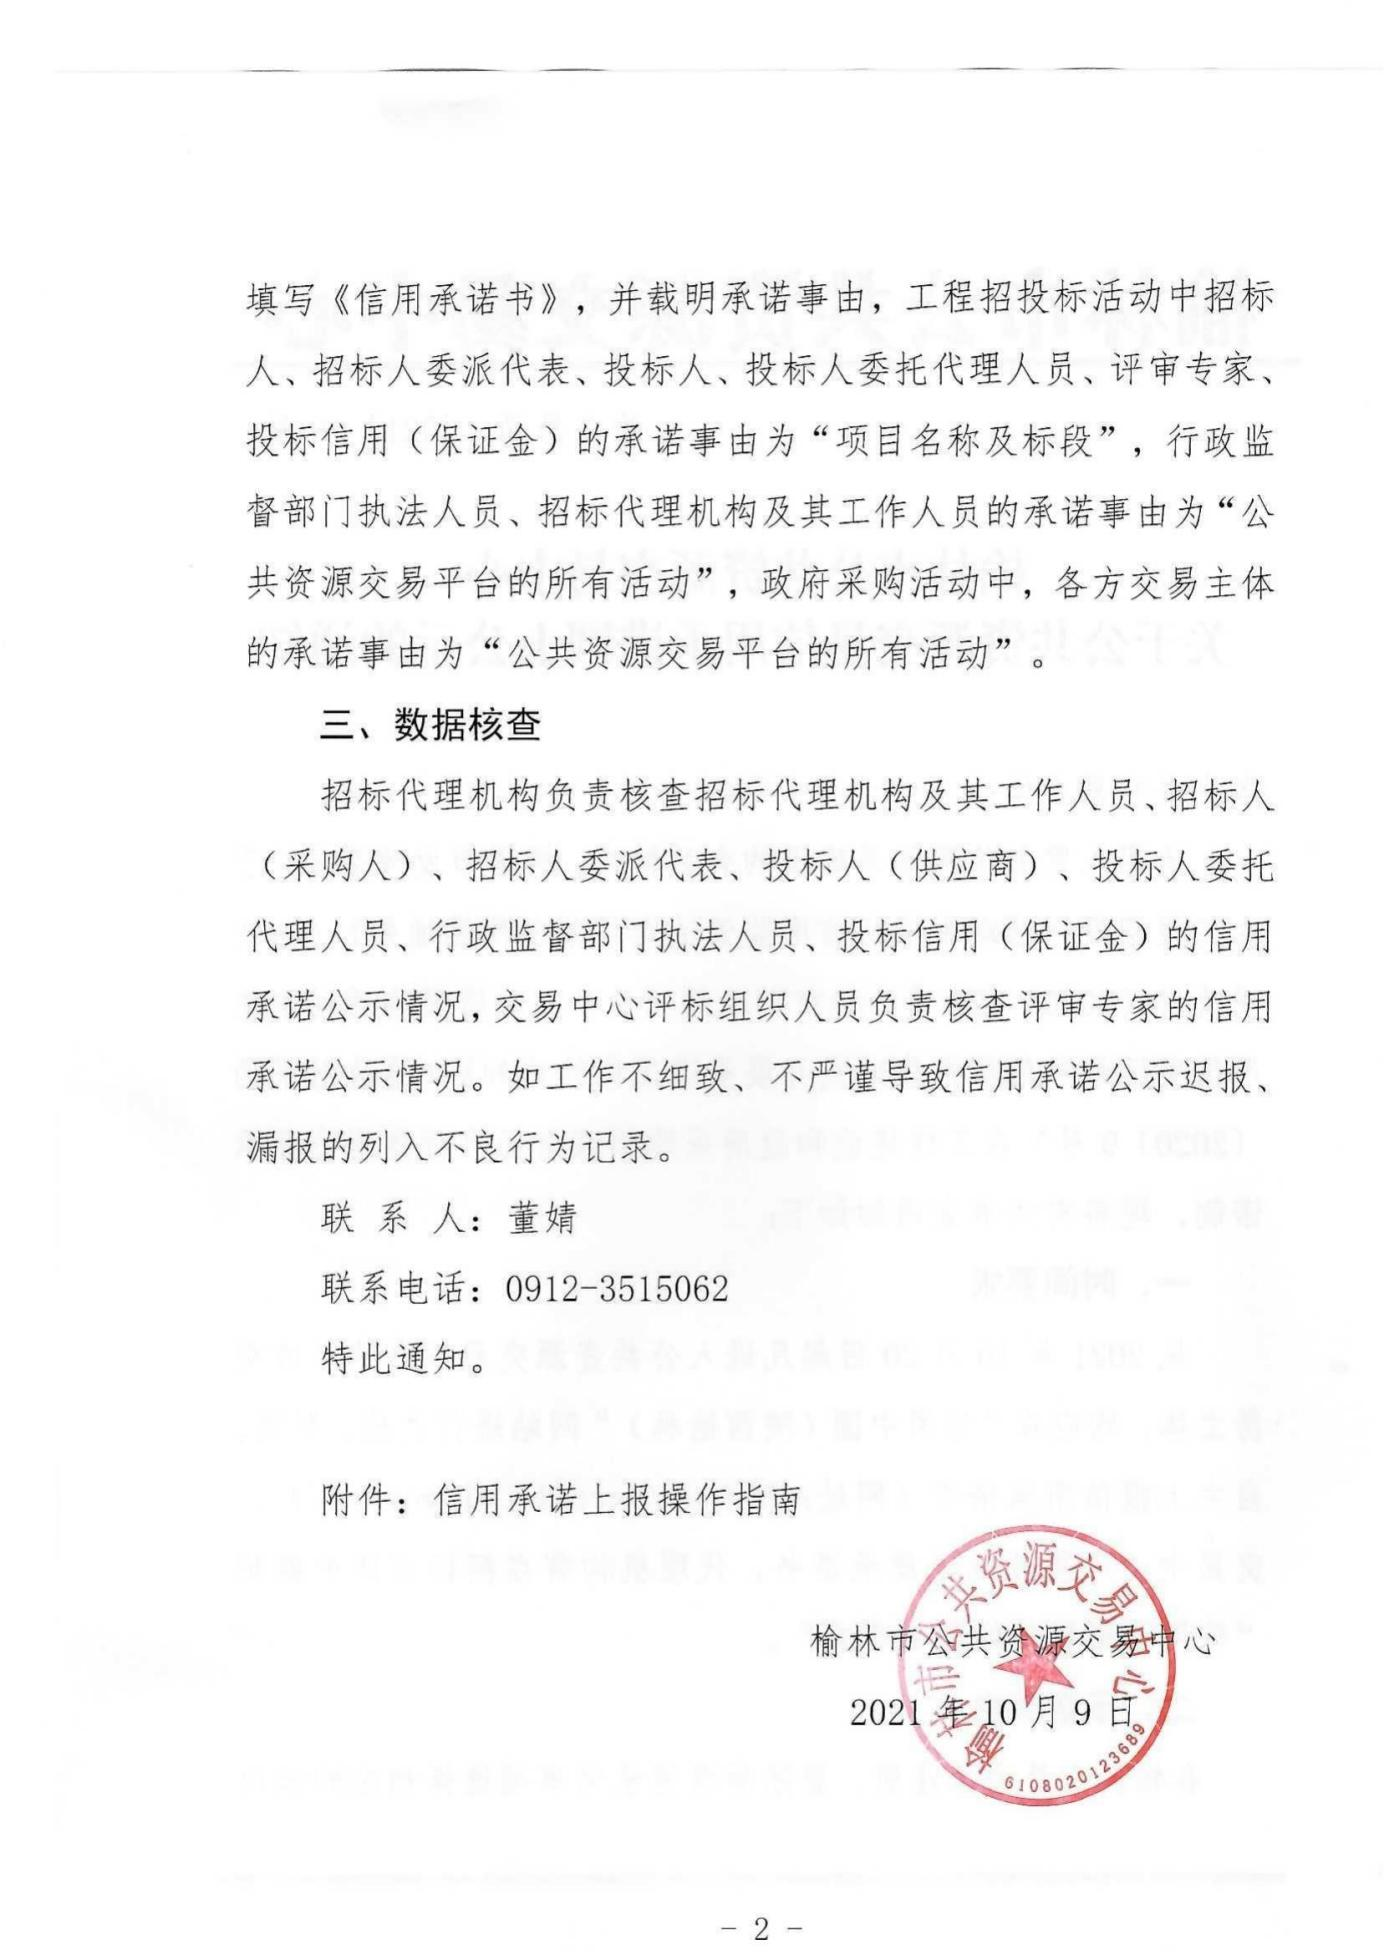 填写《信用承诺书》，并载明承诺事由，工程招投标活动中招标
人、招标人委派代表、投标人、投标人委托代理人员、评审专家、
投标信用（保证金）的承诺事由为“项目名称及标段”，行政监
督部门执法人员、招标代理机构及其工作人员的承诺事由为“公
共资源交易平台的所有活动”，政府采购活动中，各方交易主体
的承诺事由为“公共资源交易平台的所有活动”。
三、数据核查
招标代理机构负责核查招标代理机构及其工作人员、招标人
（采购人）、招标人委派代表、投标人（供应商）、投标人委托
代理人员、行政监督部门执法人员、投标信用（保证金）的信用
承诺公示情况，交易中心评标组织人员负责核查评审专家的信用
承诺公示情况。如工作不细致、不严谨导致信用承诺公示迟报、
漏报的列入不良行为记录。
联 系 人：董婧
联系电话：0912-3515062
特此通知。
附件：信用承诺上报操作指南
榆林市公共资源交易中心
2021 年 10 月 9 日
榆林市公共资源交易中心
6108020123689
- 2 -